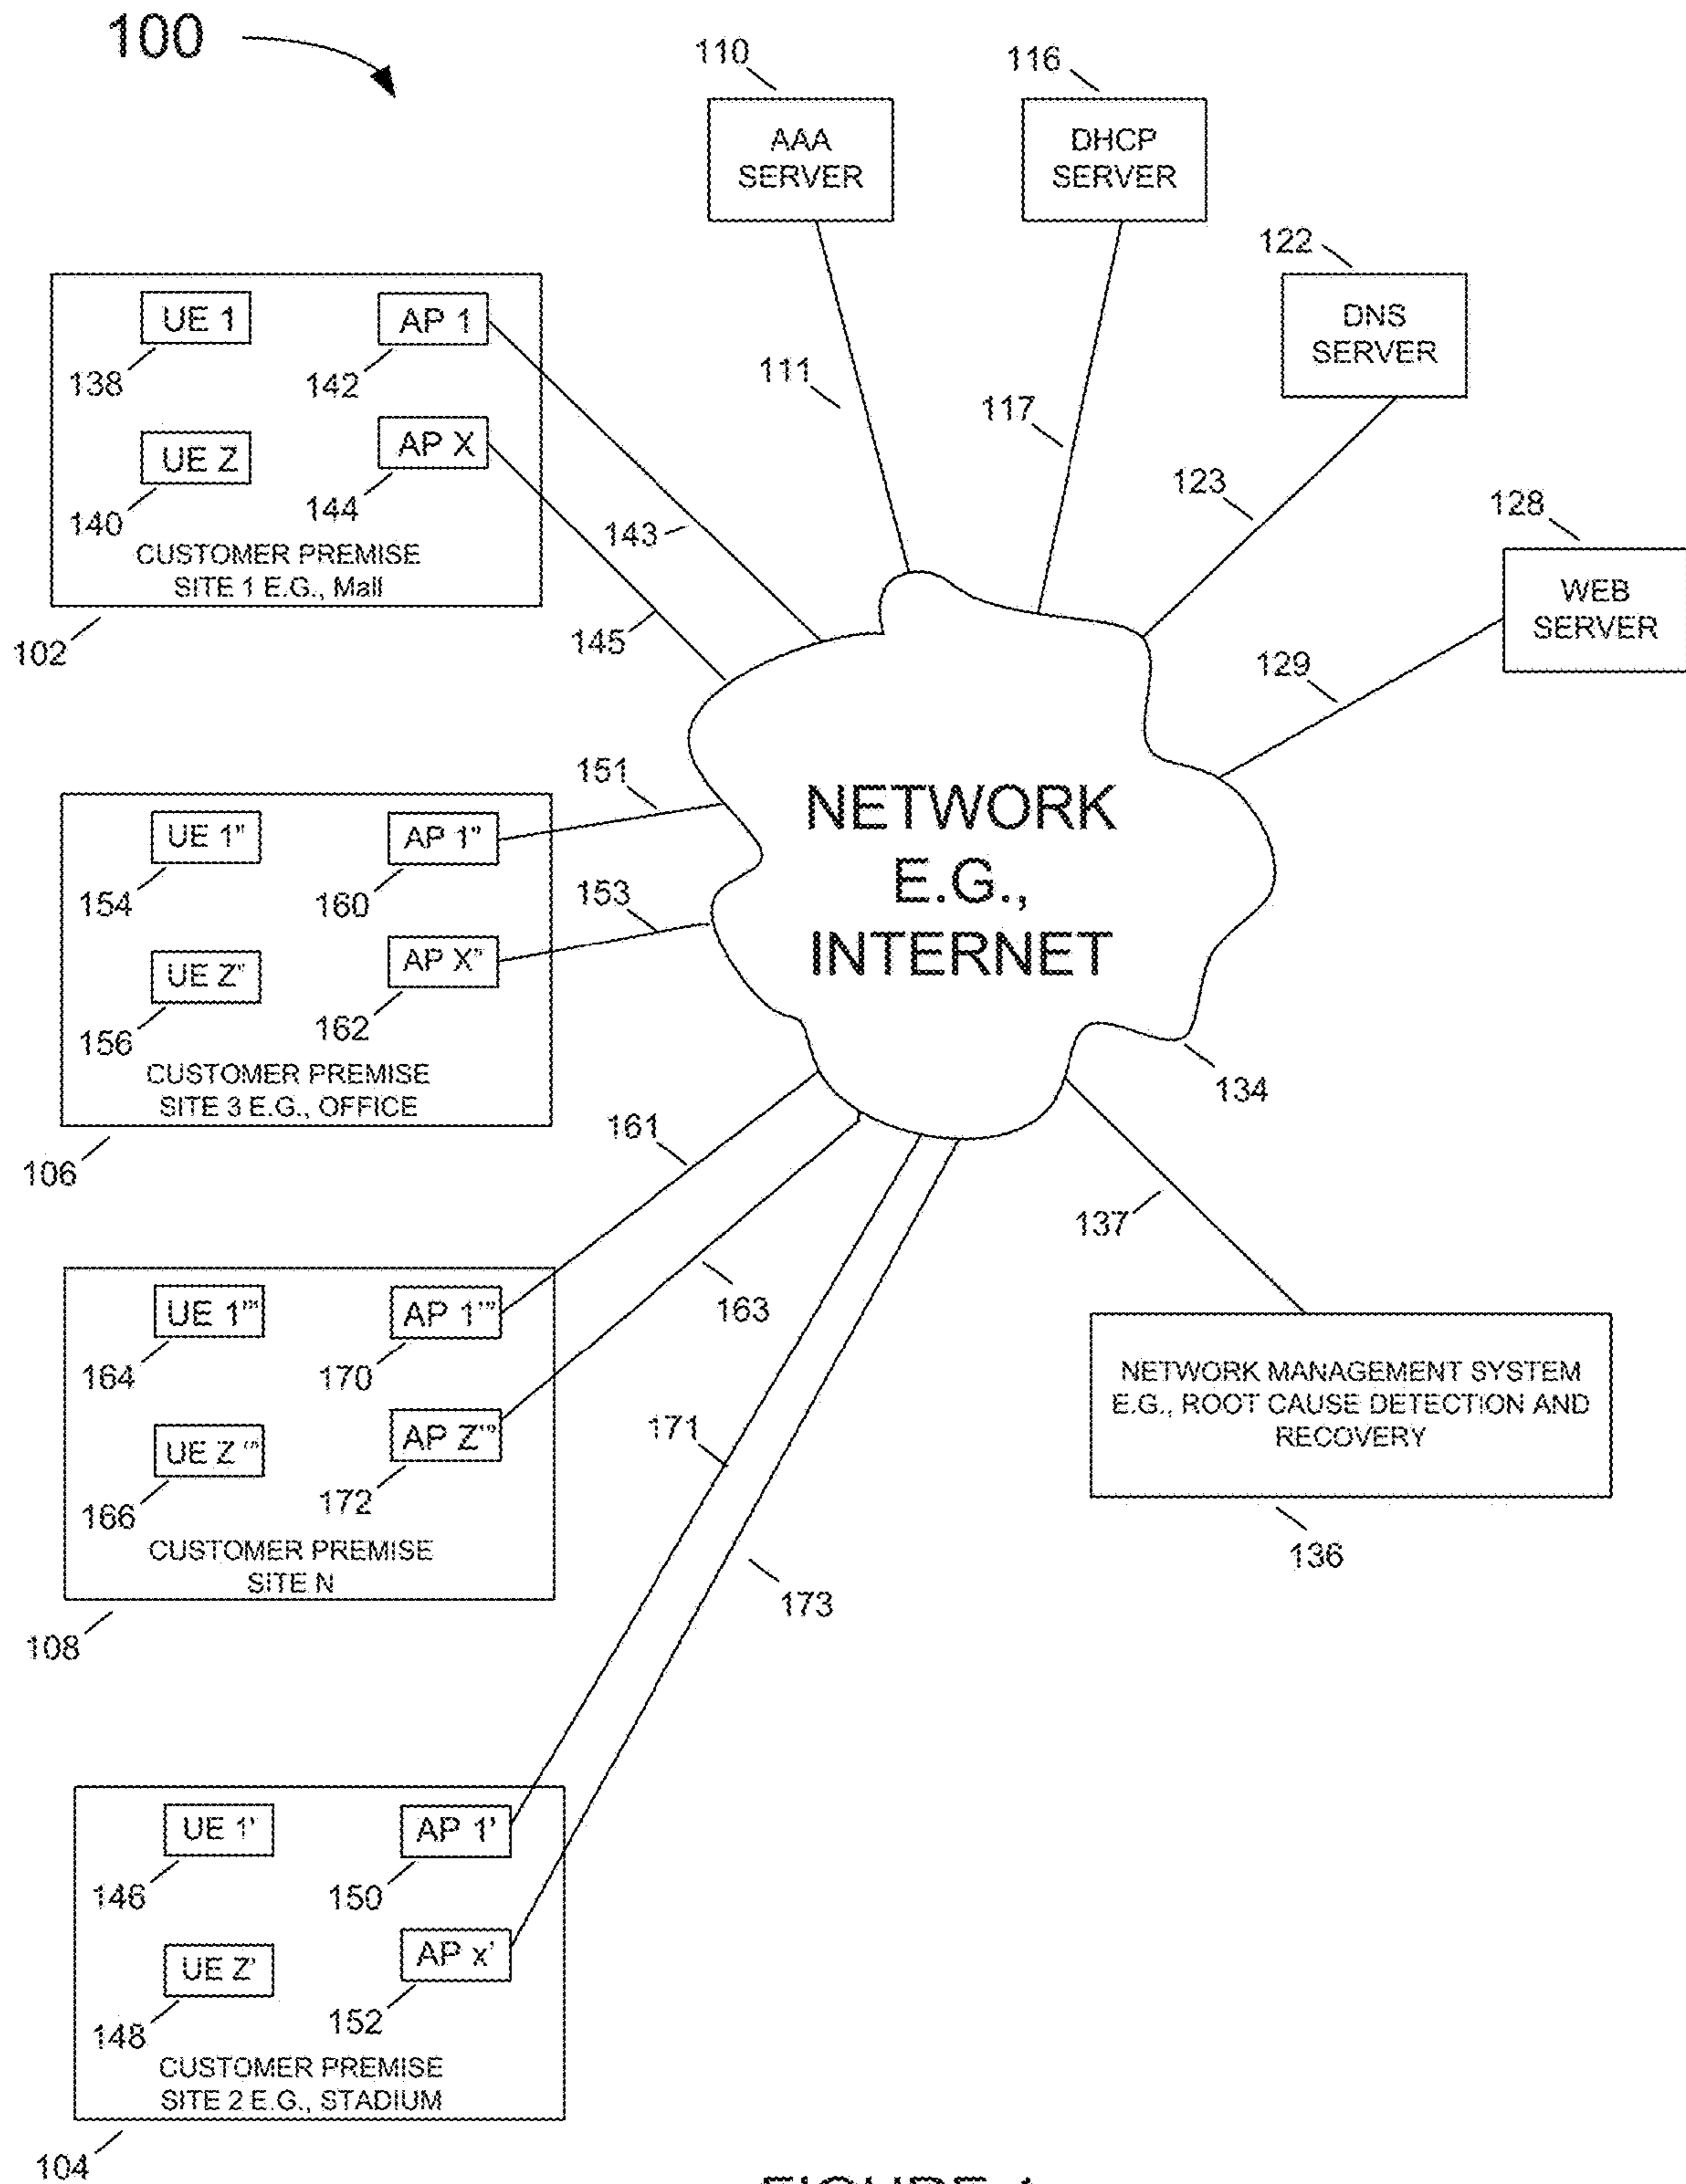 100
110
116
AAA
SERVER
DHCP
SERVER
122
DNS
SERVER
111
117
123
128
WEB
SERVER
129
UE 1
AP 1
138
142
UE Z
AP X
140
144
CUSTOMER PREMISE
SITE 1 E.G., Mall
102
143
145
NETWORK
E.G.,
INTERNET
134
151
153
UE 1"
AP 1"
154
160
UE Z"
AP X"
156
162
CUSTOMER PREMISE
SITE 3 E.G., OFFICE
106
161
163
137
UE 1'"
AP 1'"
164
170
UE Z '"
AP Z'"
166
172
CUSTOMER PREMISE
SITE N
108
171
173
NETWORK MANAGEMENT SYSTEM
E.G., ROOT CAUSE DETECTION AND
RECOVERY
136
UE 1'
AP 1'
146
150
UE Z'
AP x'
148
152
CUSTOMER PREMISE
SITE 2 E.G., STADIUM
104
FIGURE 1